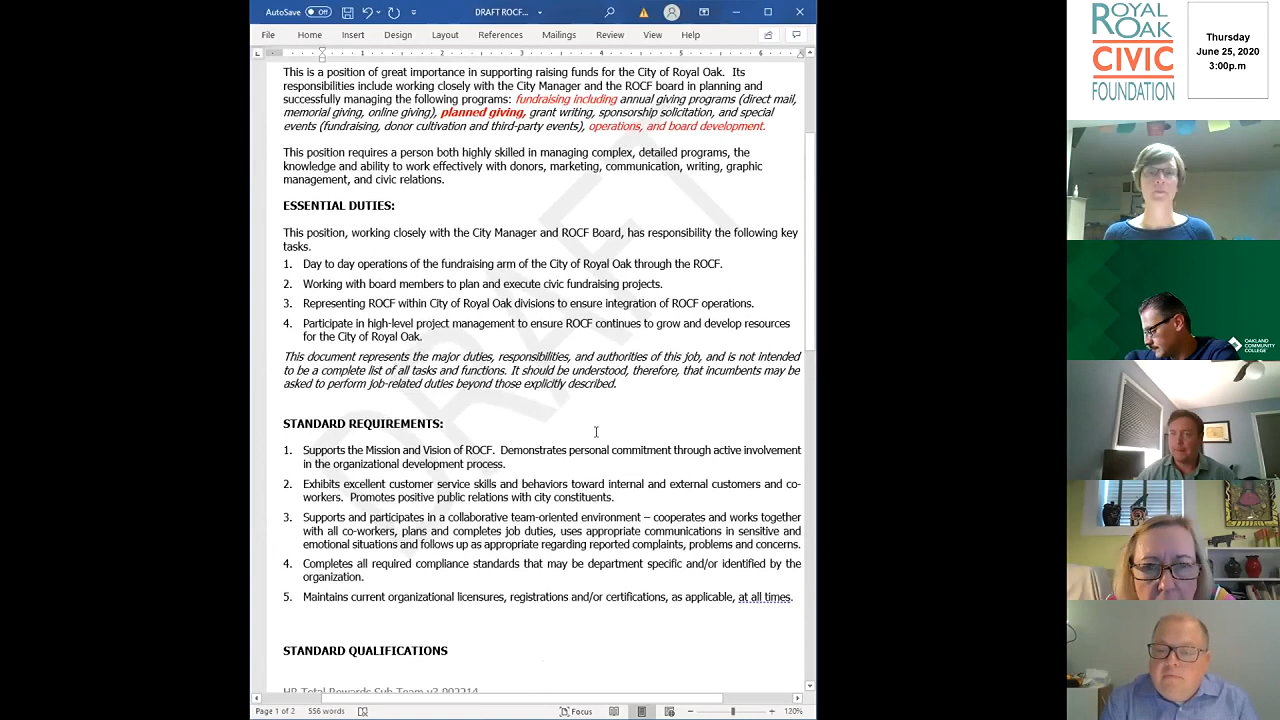 AutoSave Off DRAFT ROCF...
File Home Insert Design Layout References Mailings Review View Help
1 2 3 4 5 6
This is a position of great importance in supporting raising funds for the City of Royal Oak. Its
responsibilities include working closely with the City Manager and the ROCF board in planning and
successfully managing the following programs: fundraising including annual giving programs (direct mail,
memorial giving, online giving), planned giving, grant writing, sponsorship solicitation, and special
events (fundraising, donor cultivation and third-party events), operations, and board development.
This position requires a person both highly skilled in managing complex, detailed programs, the
knowledge and ability to work effectively with donors, marketing, communication, writing, graphic
management, and civic relations.
ESSENTIAL DUTIES:
This position, working closely with the City Manager and ROCF Board, has responsibility the following key
tasks.
1. Day to day operations of the fundraising arm of the City of Royal Oak through the ROCF.
2. Working with board members to plan and execute civic fundraising projects.
3. Representing ROCF within City of Royal Oak divisions to ensure integration of ROCF operations.
4. Participate in high-level project management to ensure ROCF continues to grow and develop resources
for the City of Royal Oak.
This document represents the major duties, responsibilities, and authorities of this job, and is not intended
to be a complete list of all tasks and functions. It should be understood, therefore, that incumbents may be
asked to perform job-related duties beyond those explicitly described.
STANDARD REQUIREMENTS:
1. Supports the Mission and Vision of ROCF. Demonstrates personal commitment through active involvement
in the organizational development process.
2. Exhibits excellent customer service skills and behaviors toward internal and external customers and co-
workers. Promotes positive public relations with city constituents.
3. Supports and participates in a collaborative team-oriented environment – cooperates and works together
with all co-workers, plans and completes job duties, uses appropriate communications in sensitive and
emotional situations and follows up as appropriate regarding reported complaints, problems and concerns.
4. Completes all required compliance standards that may be department specific and/or identified by the
organization.
5. Maintains current organizational licensures, registrations and/or certifications, as applicable, at all times.
STANDARD QUALIFICATIONS
HR Total Rewards Sub Team v3 092214
DRAFT
Page 1 of 2 556 words Focus 120%
ROYAL
OAK
CIVIC
FOUNDATION
Thursday
June 25, 2020
3:00p.m
OAKLAND
COMMUNITY
COLLEGE